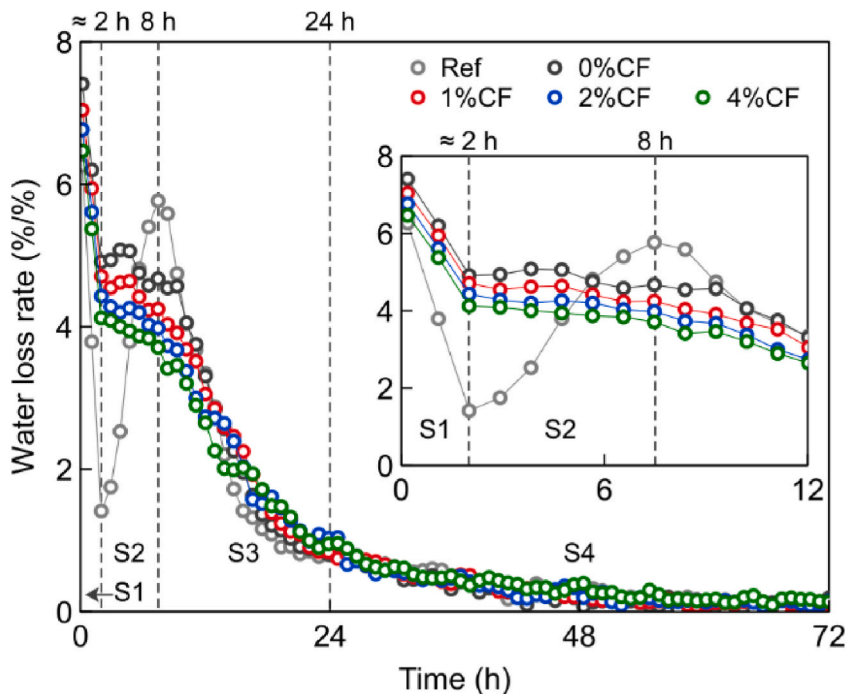 ≈ 2 h 8 h 24 h
8
Ref 0%CF
1%CF 2%CF 4%CF
≈ 2 h 8 h
8
6
6
4
4
2
S1 S2
0
0 6 12
2
S2 S3 S4
S1
0
0 24 48 72
Water loss rate (%/%)
Time (h)